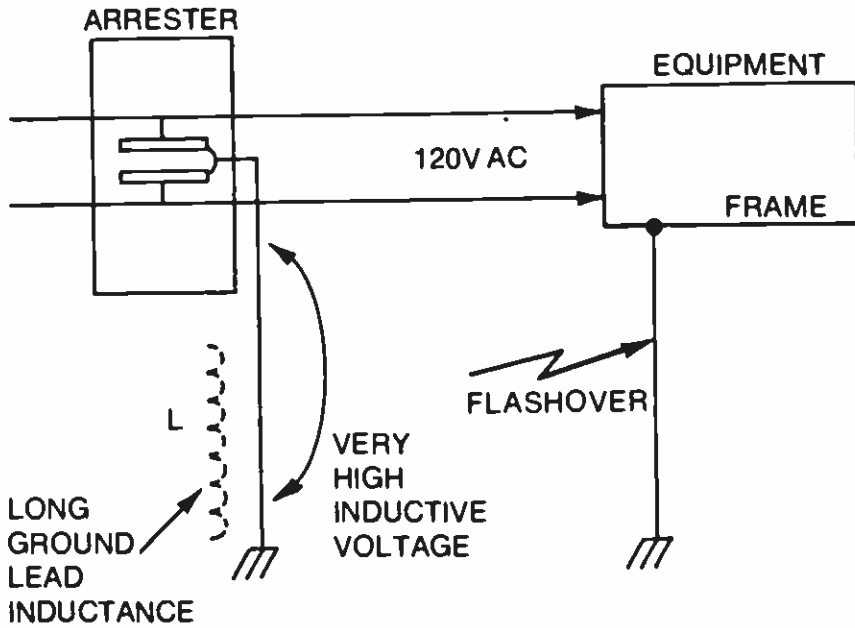 ARRESTER
EQUIPMENT
120V AC
FRAME
FLASHOVER
L
VERY
HIGH
INDUCTIVE
VOLTAGE
LONG
GROUND
LEAD
INDUCTANCE